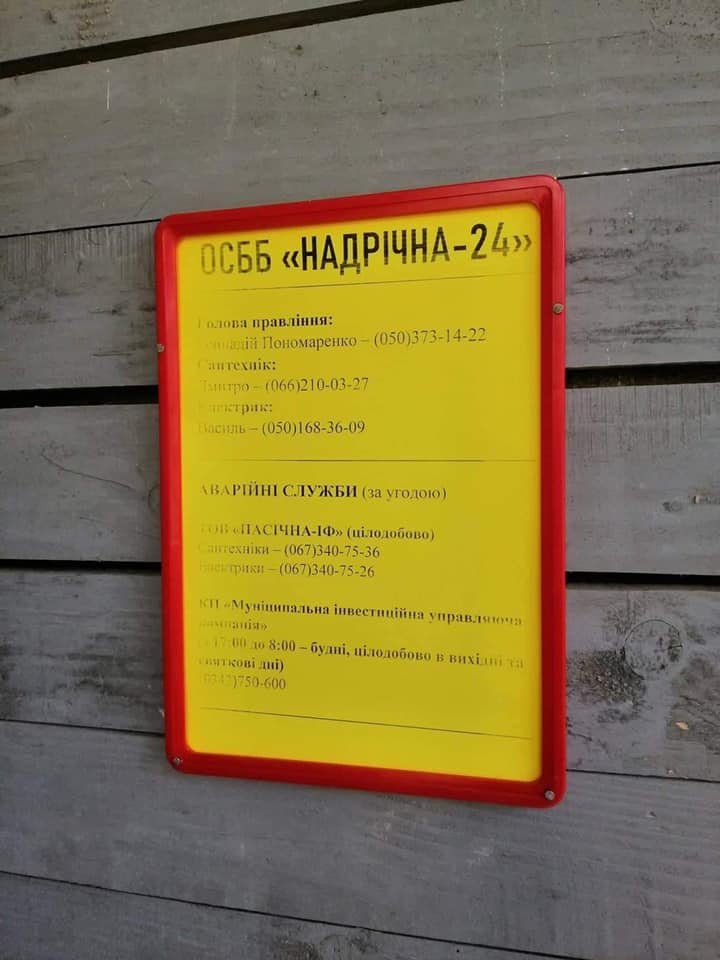 ОСББ «НАДРІЧНА-24»
Голова правління:
Геннадій Пономаренко – (050)373-14-22
Сантехнік:
Дмитро – (066)210-03-27
Електрик:
Василь – (050)168-36-09
АВАРІЙНІ СЛУЖБИ (за угодою)
ТОВ «ПАСІЧНА-ІФ» (цілодобово)
Сантехніки – (067)340-75-36
Електрики – (067)340-75-26
КП «Муніципальна інвестиційна управляюча
компанія»
(з 17:00 до 8:00 – будні, цілодобово в вихідні та
святкові дні)
(0342)750-600